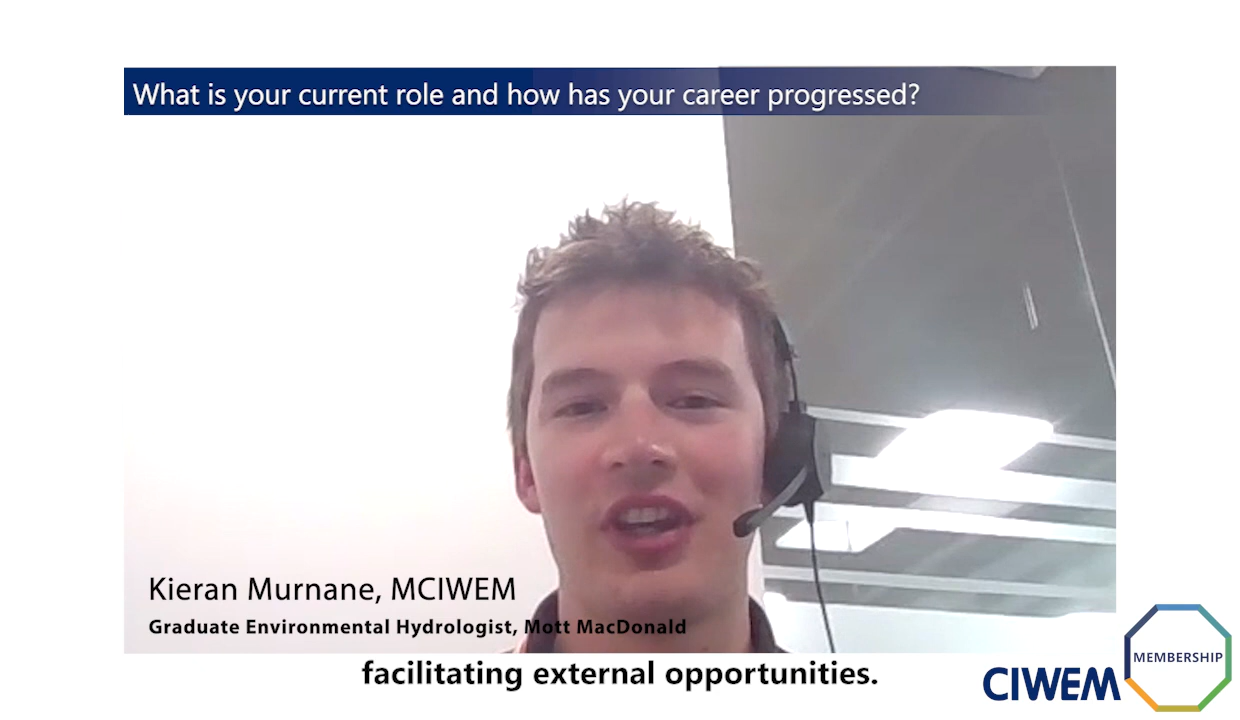 What is your current role and how has your career progressed?
Kieran Murnane, MCIWEM
Graduate Environmental Hydrologist, Mott MacDonald
facilitating external opportunities.
CIWEM
MEMBERSHIP